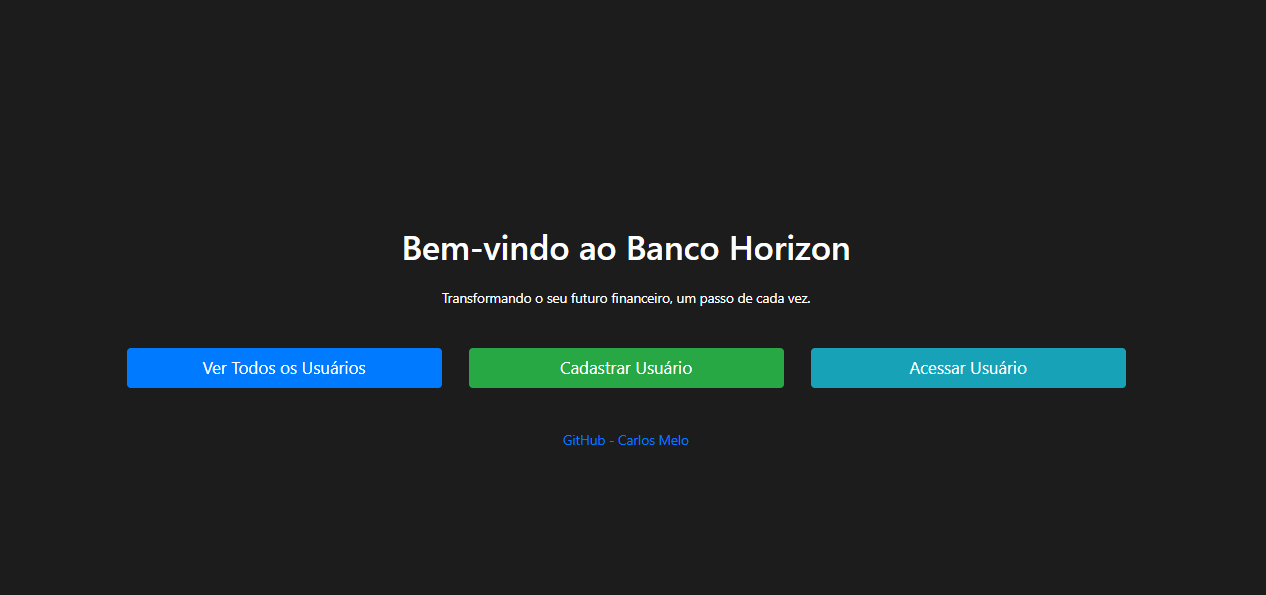 Bem-vindo ao Banco Horizon
Transformando o seu futuro financeiro, um passo de cada vez.
Ver Todos os Usuários
Cadastrar Usuário
Acessar Usuário
GitHub - Carlos Melo